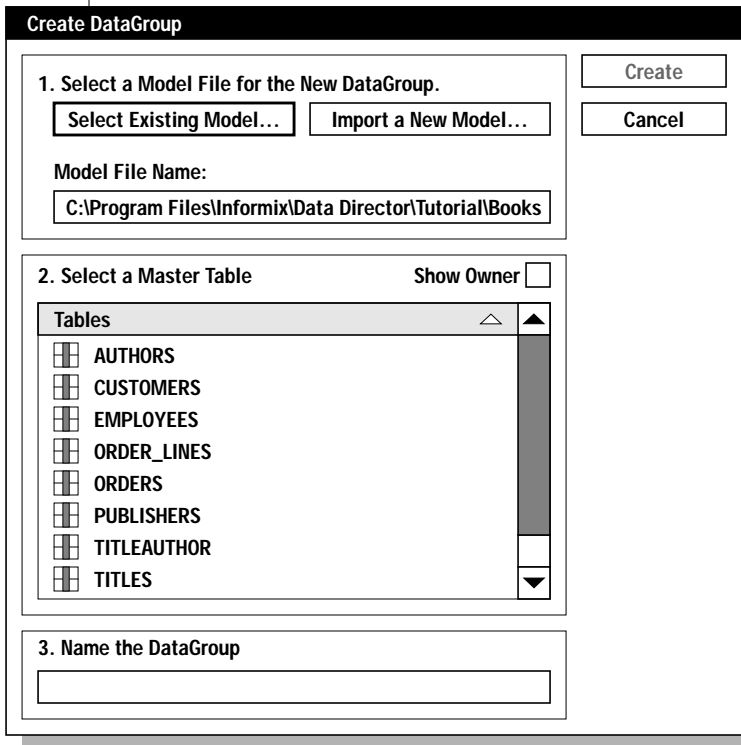 Create DataGroup
1. Select a Model File for the New DataGroup.
Create
Select Existing Model...
Import a New Model...
Cancel
Model File Name:
C:\Program Files\Informix\Data Director\Tutorial\Books
2. Select a Master Table
Show Owner
Tables
AUTHORS
CUSTOMERS
EMPLOYEES
ORDER_LINES
ORDERS
PUBLISHERS
TITLEAUTHOR
TITLES
3. Name the DataGroup